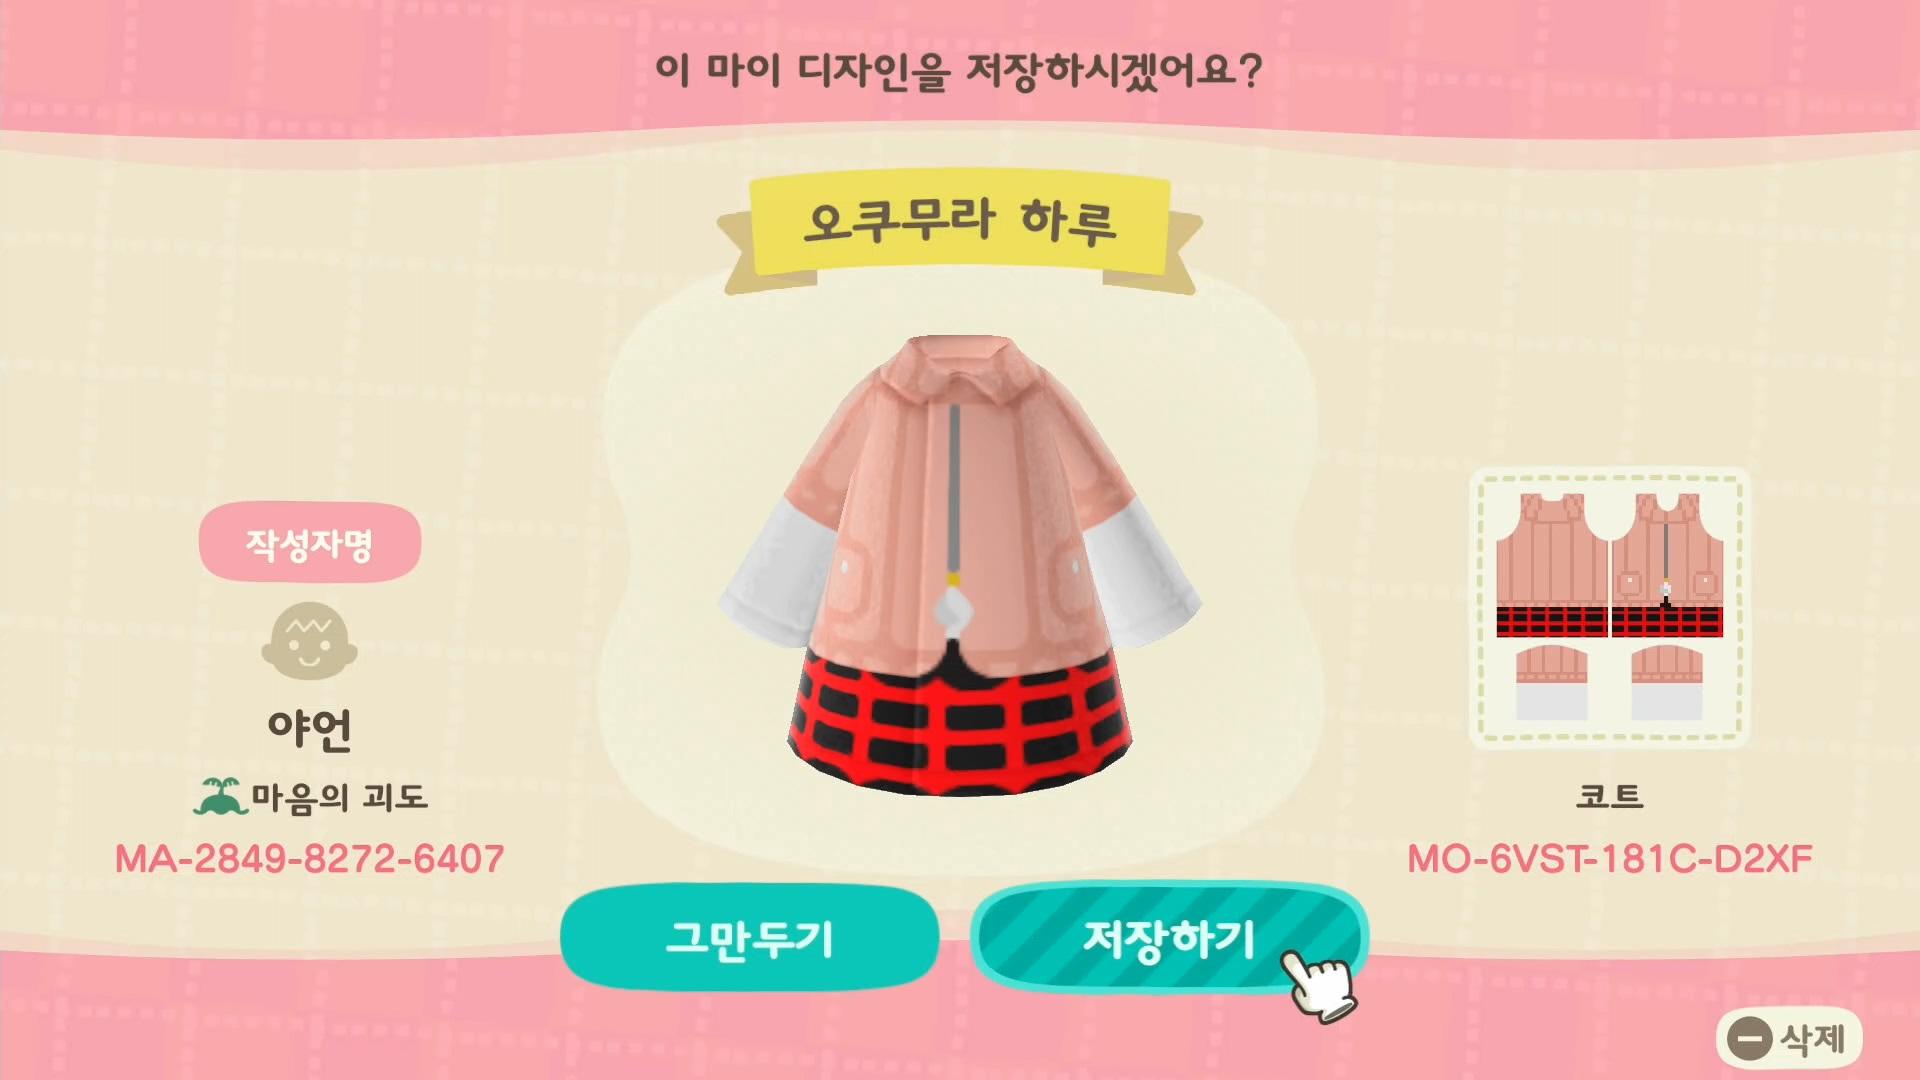 이 마이 디자인을 저장하시겠어요?
오쿠무라 하루
작성자명
야언
마음의 괴도
MA-2849-8272-6407
코트
MO-6VST-181C-D2XF
그만두기
저장하기
삭제